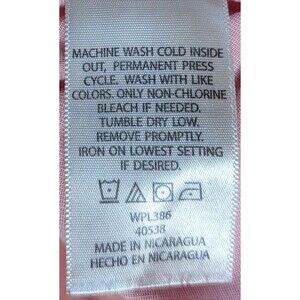 MACHINE WASH COLD INSIDE
OUT, PERMANENT PRESS
CYCLE. WASH WITH LIKE
COLORS. ONLY NON-CHLORINE
BLEACH IF NEEDED.
TUMBLE DRY LOW.
REMOVE PROMPTLY.
IRON ON LOWEST SETTING
IF DESIRED.
WPL386
40538
MADE IN NICARAGUA
HECHO EN NICARAGUA